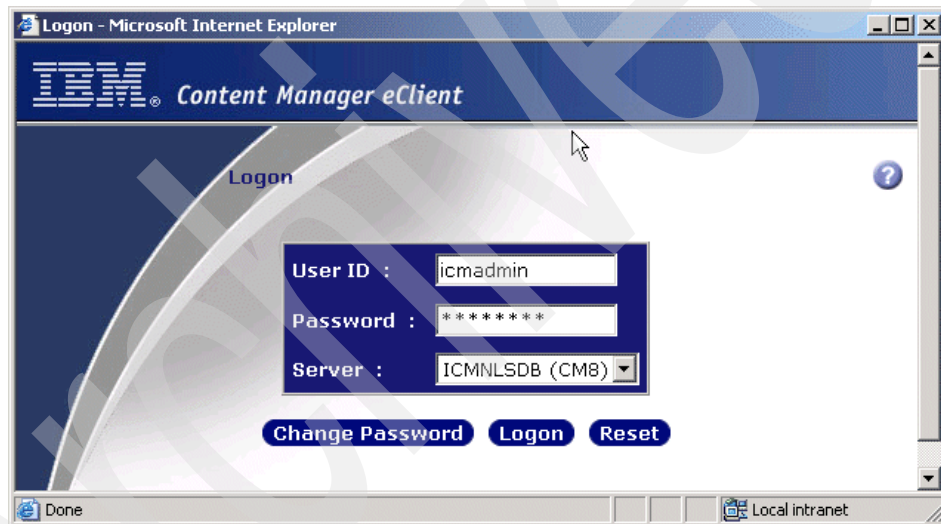 Logon - Microsoft Internet Explorer
IBM® Content Manager eClient
Logon
User ID : icmadmin
Password : ********
Server : ICMNLSDB (CM8)
Change Password Logon Reset
Done Local intranet